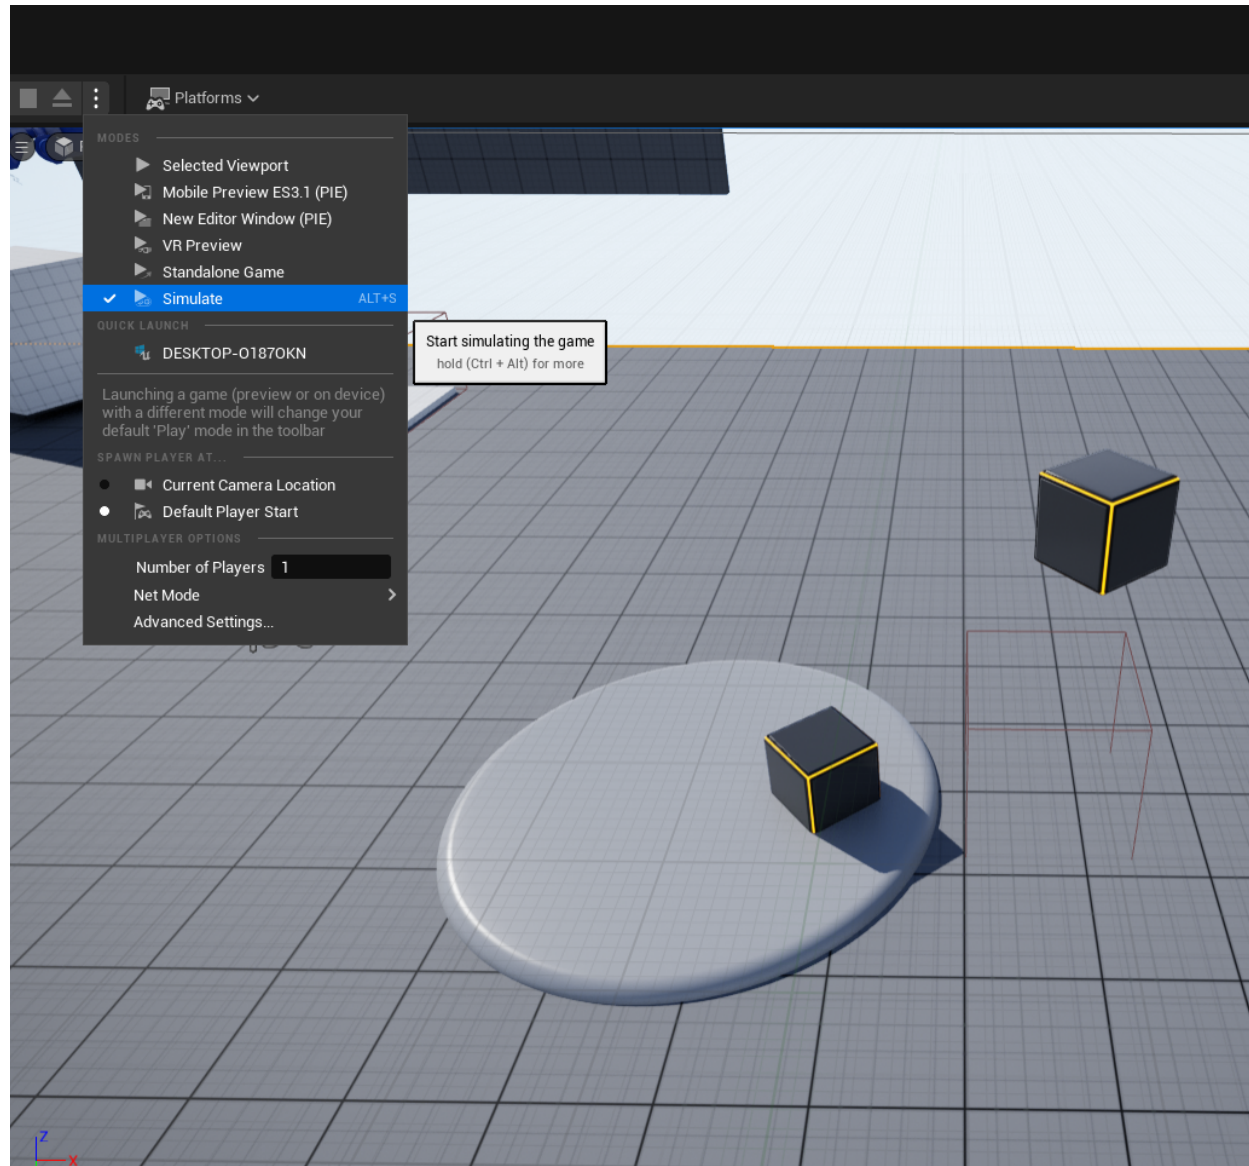 Platforms
MODES
Selected Viewport
Mobile Preview ES3.1 (PIE)
New Editor Window (PIE)
VR Preview
Standalone Game
Simulate ALT+S
QUICK LAUNCH
DESKTOP-O187OKN
Start simulating the game
hold (Ctrl + Alt) for more
Launching a game (preview or on device)
with a different mode will change your
default 'Play' mode in the toolbar
SPAWN PLAYER AT...
Current Camera Location
Default Player Start
MULTIPLAYER OPTIONS
Number of Players 1
Net Mode
Advanced Settings...
Z
X